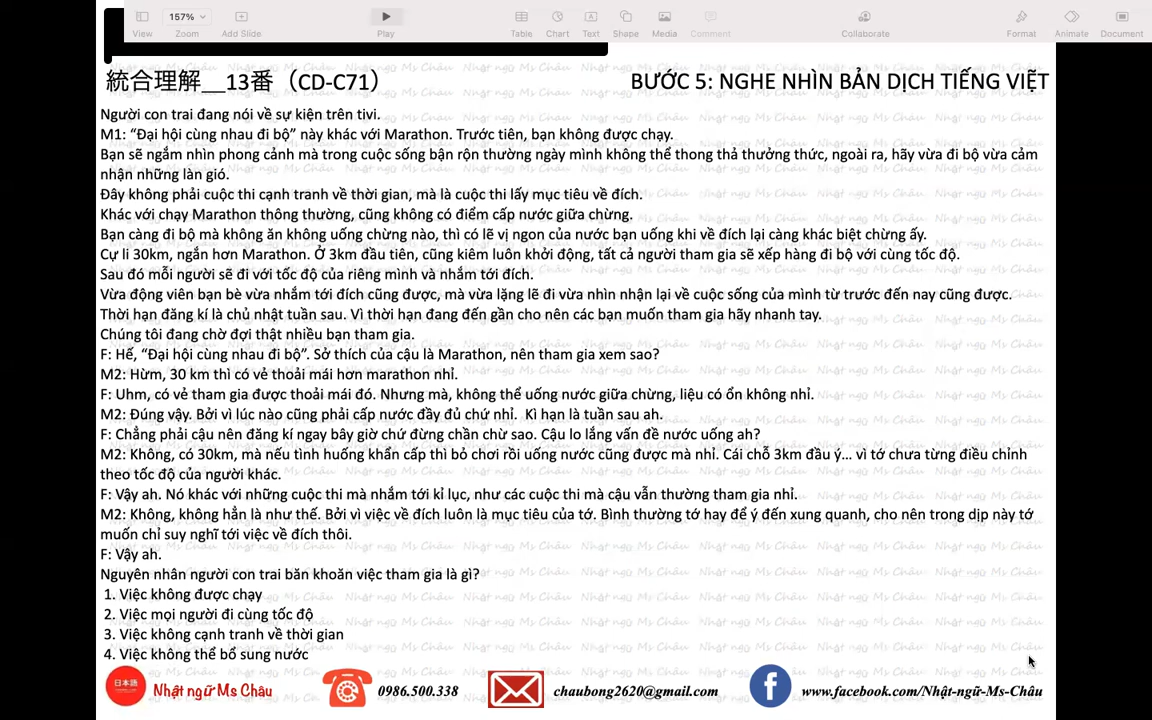 157%
View
Zoom
Add Slide
Play
Table
Chart
Text
Shape
Media
Comment
Collaborate
Format
Animate
Document
統合理解__13番（CD-C71）
BƯỚC 5: NGHE NHÌN BẢN DỊCH TIẾNG VIỆT
Người con trai đang nói về sự kiện trên tivi.
M1: “Đại hội cùng nhau đi bộ” này khác với Marathon. Trước tiên, bạn không được chạy.
Bạn sẽ ngắm nhìn phong cảnh mà trong cuộc sống bận rộn thường ngày mình không thể thong thả thưởng thức, ngoài ra, hãy vừa đi bộ vừa cảm
nhận những làn gió.
Đây không phải cuộc thi cạnh tranh về thời gian, mà là cuộc thi lấy mục tiêu về đích.
Khác với chạy Marathon thông thường, cũng không có điểm cấp nước giữa chừng.
Bạn càng đi bộ mà không ăn không uống chừng nào, thì có lẽ vị ngon của nước bạn uống khi về đích lại càng khác biệt chừng ấy.
Cự li 30km, ngắn hơn Marathon. Ở 3km đầu tiên, cũng kiêm luôn khởi động, tất cả người tham gia sẽ xếp hàng đi bộ với cùng tốc độ.
Sau đó mỗi người sẽ đi với tốc độ của riêng mình và nhắm tới đích.
Vừa động viên bạn bè vừa nhắm tới đích cũng được, mà vừa lặng lẽ đi vừa nhìn nhận lại về cuộc sống của mình từ trước đến nay cũng được.
Thời hạn đăng kí là chủ nhật tuần sau. Vì thời hạn đang đến gần cho nên các bạn muốn tham gia hãy nhanh tay.
Chúng tôi đang chờ đợi thật nhiều bạn tham gia.
F: Hế, “Đại hội cùng nhau đi bộ”. Sở thích của cậu là Marathon, nên tham gia xem sao?
M2: Hừm, 30 km thì có vẻ thoải mái hơn marathon nhỉ.
F: Uhm, có vẻ tham gia được thoải mái đó. Nhưng mà, không thể uống nước giữa chừng, liệu có ổn không nhỉ.
M2: Đúng vậy. Bởi vì lúc nào cũng phải cấp nước đầy đủ chứ nhỉ. Kì hạn là tuần sau ah.
F: Chẳng phải cậu nên đăng kí ngay bây giờ chứ đừng chần chừ sao. Cậu lo lắng vấn đề nước uống ah?
M2: Không, có 30km, mà nếu tình huống khẩn cấp thì bỏ chơi rồi uống nước cũng được mà nhỉ. Cái chỗ 3km đầu ý... vì tớ chưa từng điều chỉnh
theo tốc độ của người khác.
F: Vậy ah. Nó khác với những cuộc thi mà nhắm tới kỉ lục, như các cuộc thi mà cậu vẫn thường tham gia nhỉ.
M2: Không, không hẳn là như thế. Bởi vì việc về đích luôn là mục tiêu của tớ. Bình thường tớ hay để ý đến xung quanh, cho nên trong dịp này tớ
muốn chỉ suy nghĩ tới việc về đích thôi.
F: Vậy ah.
Nguyên nhân người con trai băn khoăn việc tham gia là gì?
1. Việc không được chạy
2. Việc mọi người đi cùng tốc độ
3. Việc không cạnh tranh về thời gian
4. Việc không thể bổ sung nước
日本語
Nhật ngữ Ms Châu
0986.500.338
chaubong2620@gmail.com
www.facebook.com/Nhật-ngữ-Ms-Châu